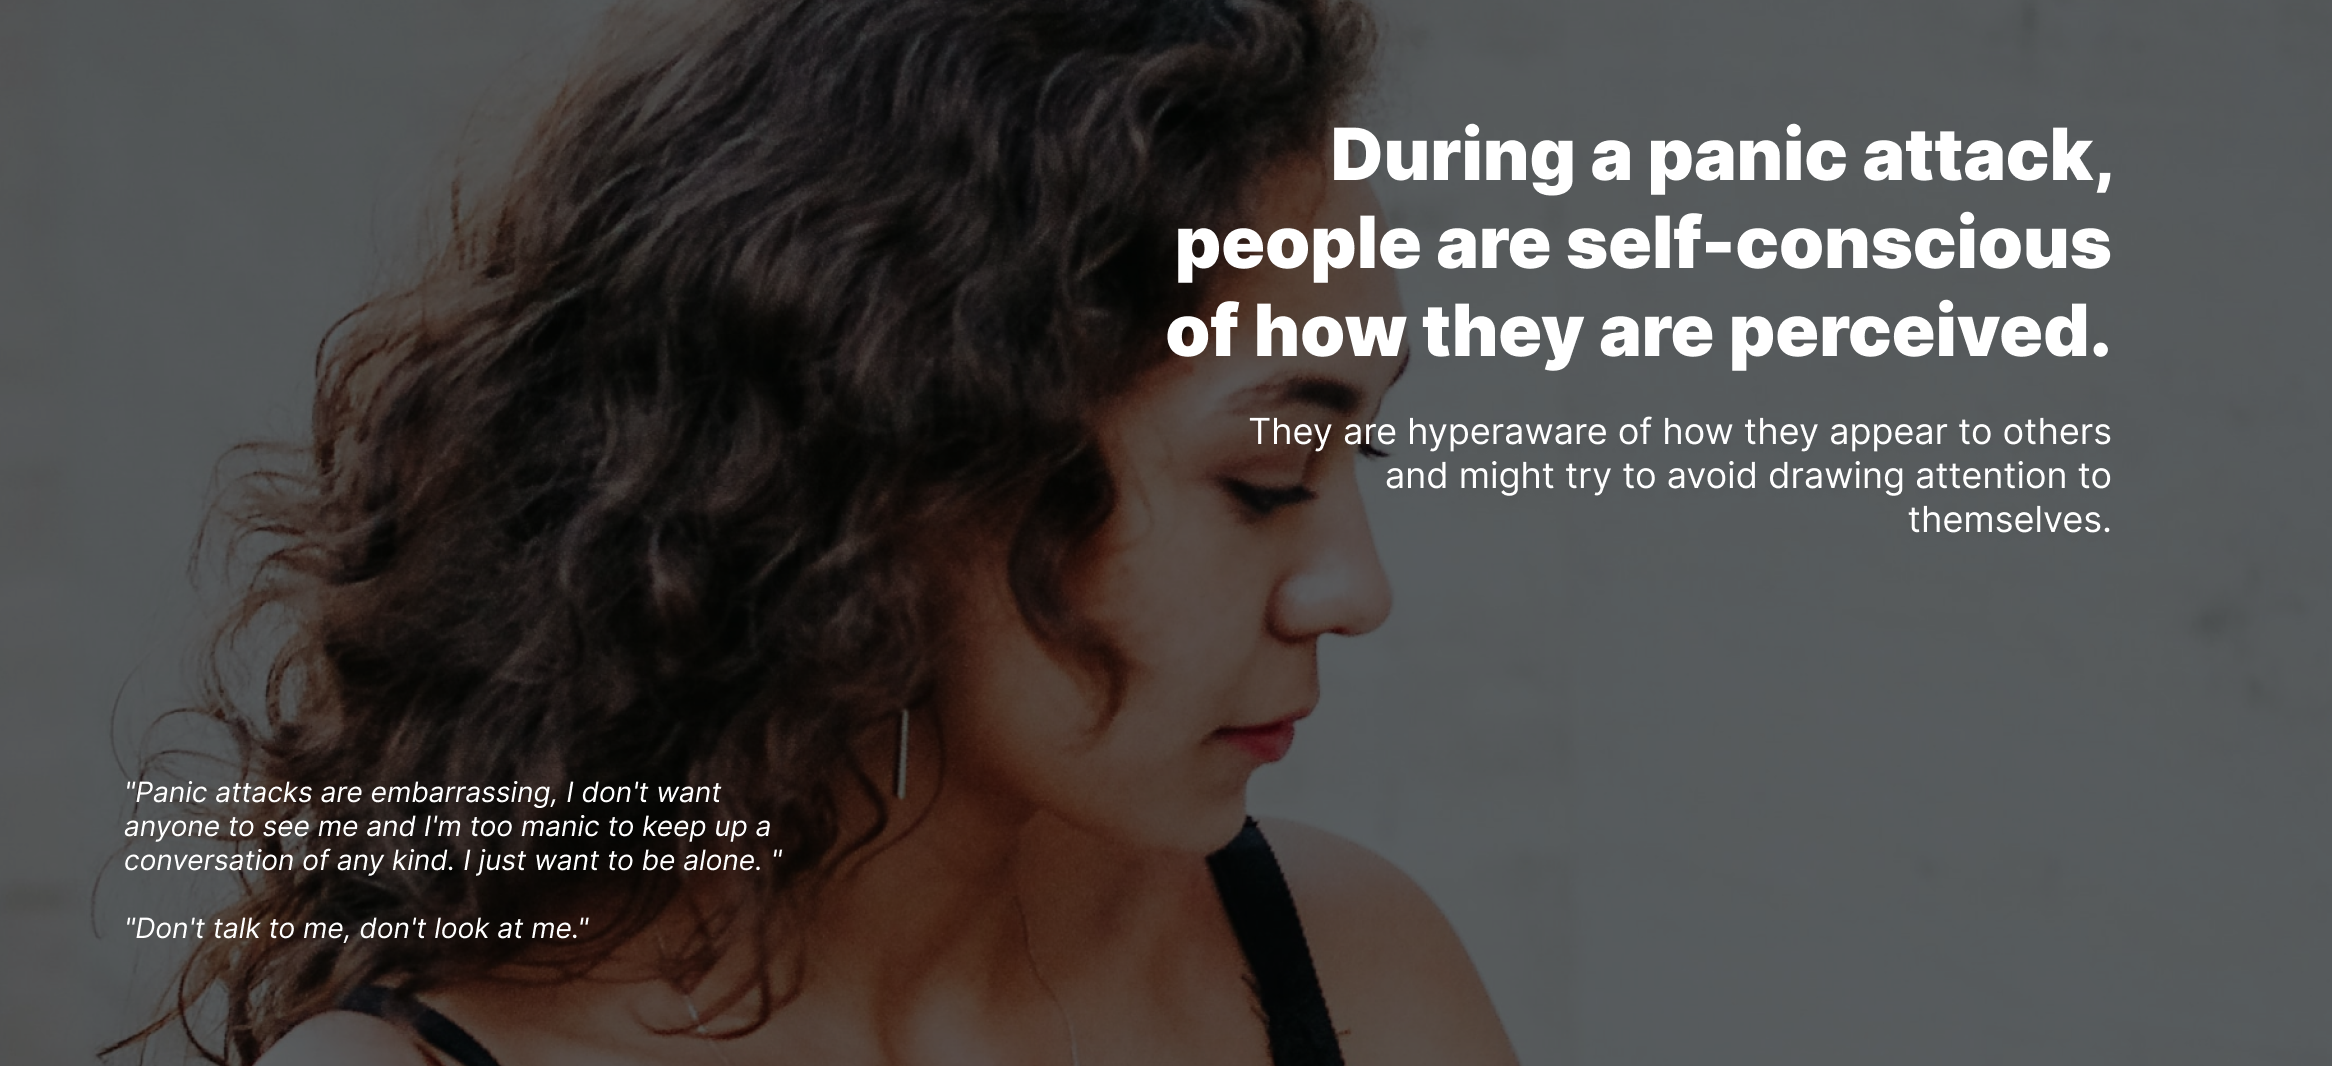 During a panic attack,
people are self-conscious
of how they are perceived.
They are hyperaware of how they appear to others
and might try to avoid drawing attention to
themselves.
"Panic attacks are embarrassing, I don't want
anyone to see me and I'm too manic to keep up a
conversation of any kind. I just want to be alone. "
"Don't talk to me, don't look at me."